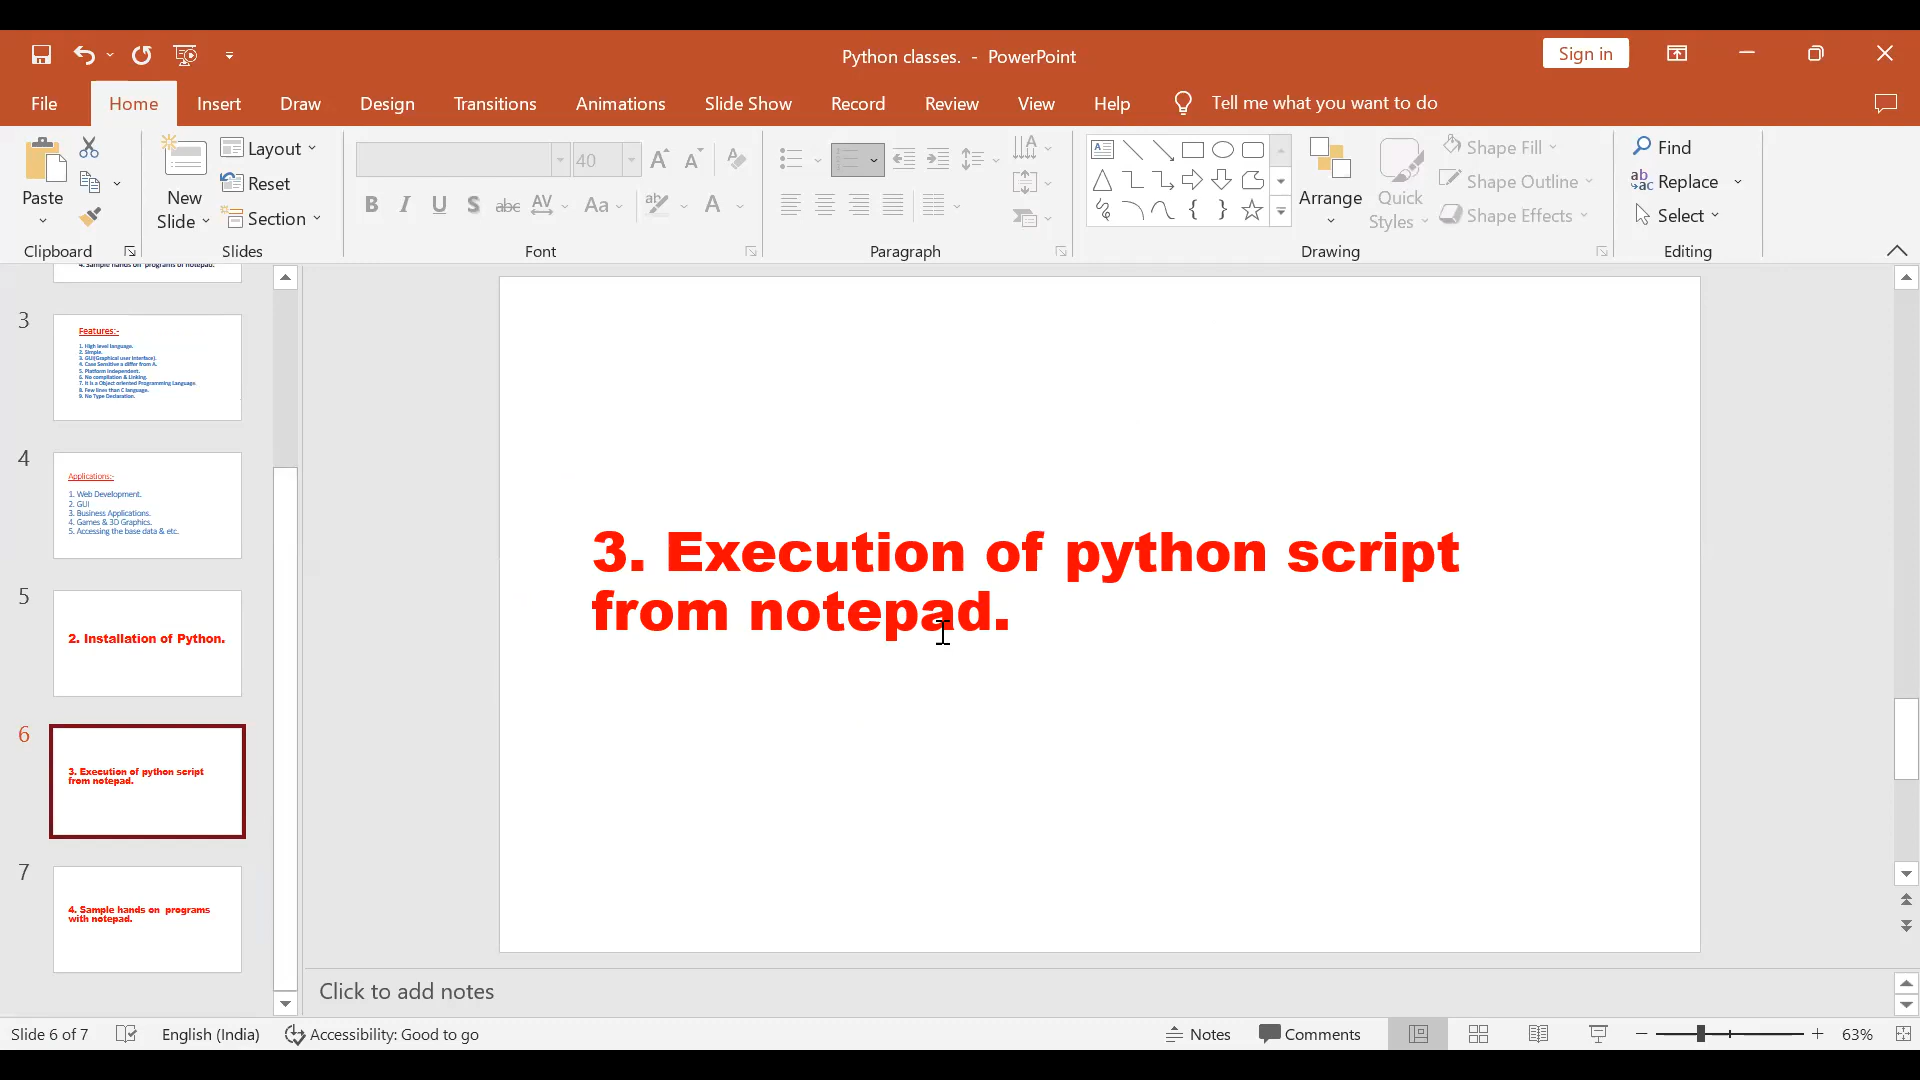 Python classes. - PowerPoint
Sign in
File Home Insert Draw Design Transitions Animations Slide Show Record Review View Help Tell me what you want to do
Paste
New Slide
Layout
Reset
Section
40
B I U S abc AV Aa A
Shape Fill
Shape Outline
Shape Effects
Arrange
Quick Styles
Find
Replace
Select
Clipboard Slides Font Paragraph Drawing Editing
4. Sample hands on programs of notepad.
3
Features:-
1. High level language.
2. Simple.
3. GUI(Graphical user Interface).
4. Case Sensitive a differ from A.
5. Platform Independent.
6. No compilation & Linking.
7. It is a Object oriented Programming Language.
8. Few lines than C language.
9. No Type Declaration.
4
Applications:-
1. Web Development.
2. GUI
3. Business Applications.
4. Games & 3D Graphics.
5. Accessing the base data & etc.
5
2. Installation of Python.
6
3. Execution of python script
from notepad.
7
4. Sample hands on programs
with notepad.
3. Execution of python script
from notepad.
Click to add notes
Slide 6 of 7 English (India) Accessibility: Good to go Notes Comments 63%